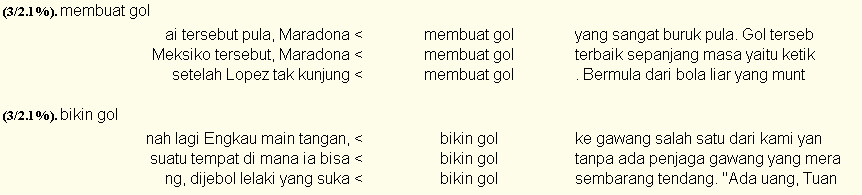 (3/2.1%). membuat gol
ai tersebut pula, Maradona < membuat gol yang sangat buruk pula. Gol terseb
Meksiko tersebut, Maradona < membuat gol terbaik sepanjang masa yaitu ketik
setelah Lopez tak kunjung < membuat gol . Bermula dari bola liar yang munt
(3/2.1%). bikin gol
nah lagi Engkau main tangan, < bikin gol ke gawang salah satu dari kami yan
suatu tempat di mana ia bisa < bikin gol tanpa ada penjaga gawang yang mera
ng, dijebol lelaki yang suka < bikin gol sembarang tendang. "Ada uang, Tuan